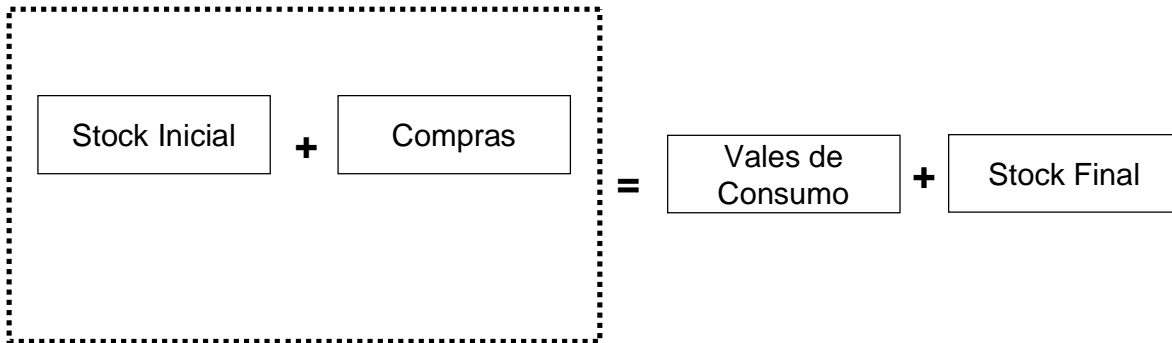 Stock Inicial
+
Compras
=
Vales de
Consumo
+
Stock Final